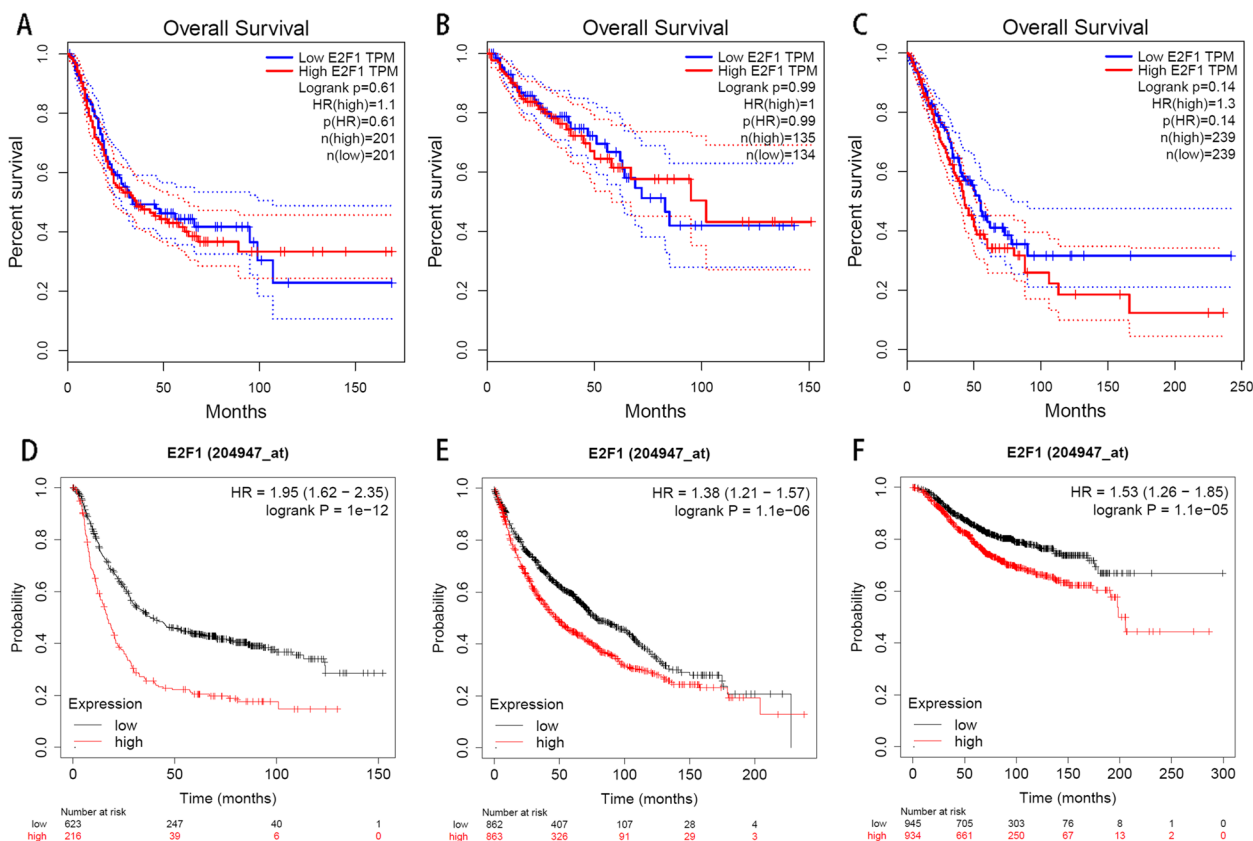 A
Overall Survival
Low E2F1 TPM
High E2F1 TPM
Logrank p=0.61
HR(high)=1.1
p(HR)=0.61
n(high)=201
n(low)=201
Percent survival
0.0 0.2 0.4 0.6 0.8 1.0
0 50 100 150
Months
B
Overall Survival
Low E2F1 TPM
High E2F1 TPM
Logrank p=0.99
HR(high)=1
p(HR)=0.99
n(high)=135
n(low)=134
Percent survival
0.0 0.2 0.4 0.6 0.8 1.0
0 50 100 150
Months
C
Overall Survival
Low E2F1 TPM
High E2F1 TPM
Logrank p=0.14
HR(high)=1.3
p(HR)=0.14
n(high)=239
n(low)=239
Percent survival
0.0 0.2 0.4 0.6 0.8 1.0
0 50 100 150 200 250
Months
D
E2F1 (204947_at)
HR = 1.95 (1.62 − 2.35)
logrank P = 1e−12
Probability
0.0 0.2 0.4 0.6 0.8 1.0
Expression
low
high
0 50 100 150
Time (months)
Number at risk
low 623 247 40 1
high 216 39 6 0
E
E2F1 (204947_at)
HR = 1.38 (1.21 − 1.57)
logrank P = 1.1e−06
Probability
0.0 0.2 0.4 0.6 0.8 1.0
Expression
low
high
0 50 100 150 200
Time (months)
Number at risk
low 862 407 107 28 4
high 863 326 91 29 3
F
E2F1 (204947_at)
HR = 1.53 (1.26 − 1.85)
logrank P = 1.1e−05
Probability
0.0 0.2 0.4 0.6 0.8 1.0
Expression
low
high
0 50 100 150 200 250 300
Time (months)
Number at risk
low 945 705 303 76 8 1 0
high 934 661 250 67 13 2 0